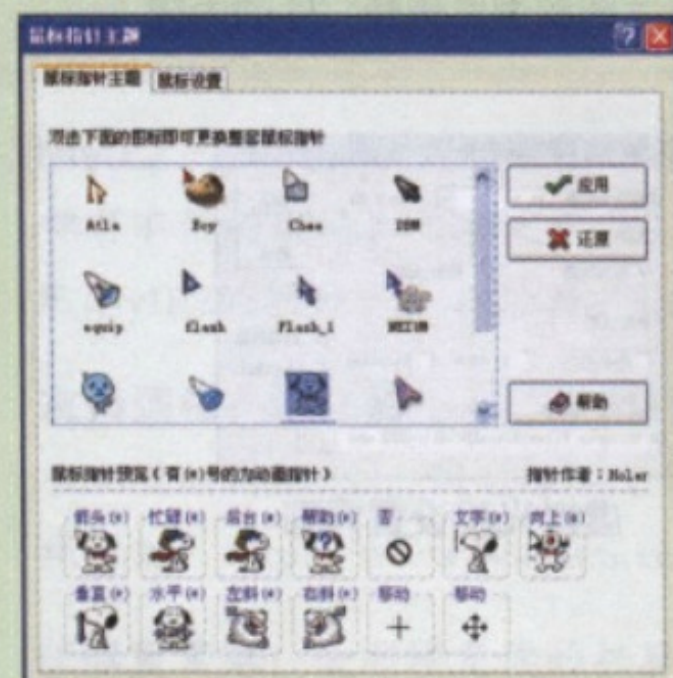 鼠标指针主题
鼠标指针主题 鼠标设置
双击下面的图标即可更换整套鼠标指针
Atla Boy Chao
equip flash Flash_1
应用
还原
帮助
鼠标指针预览(有(*)号的为动画指针) 指针作者:Molar
箭头(*) 忙碌(*) 后台(*) 帮助(*) 否 文字(*) 向上(*)
垂直(*) 水平(*) 左斜(*) 右斜(*) 移动 移动